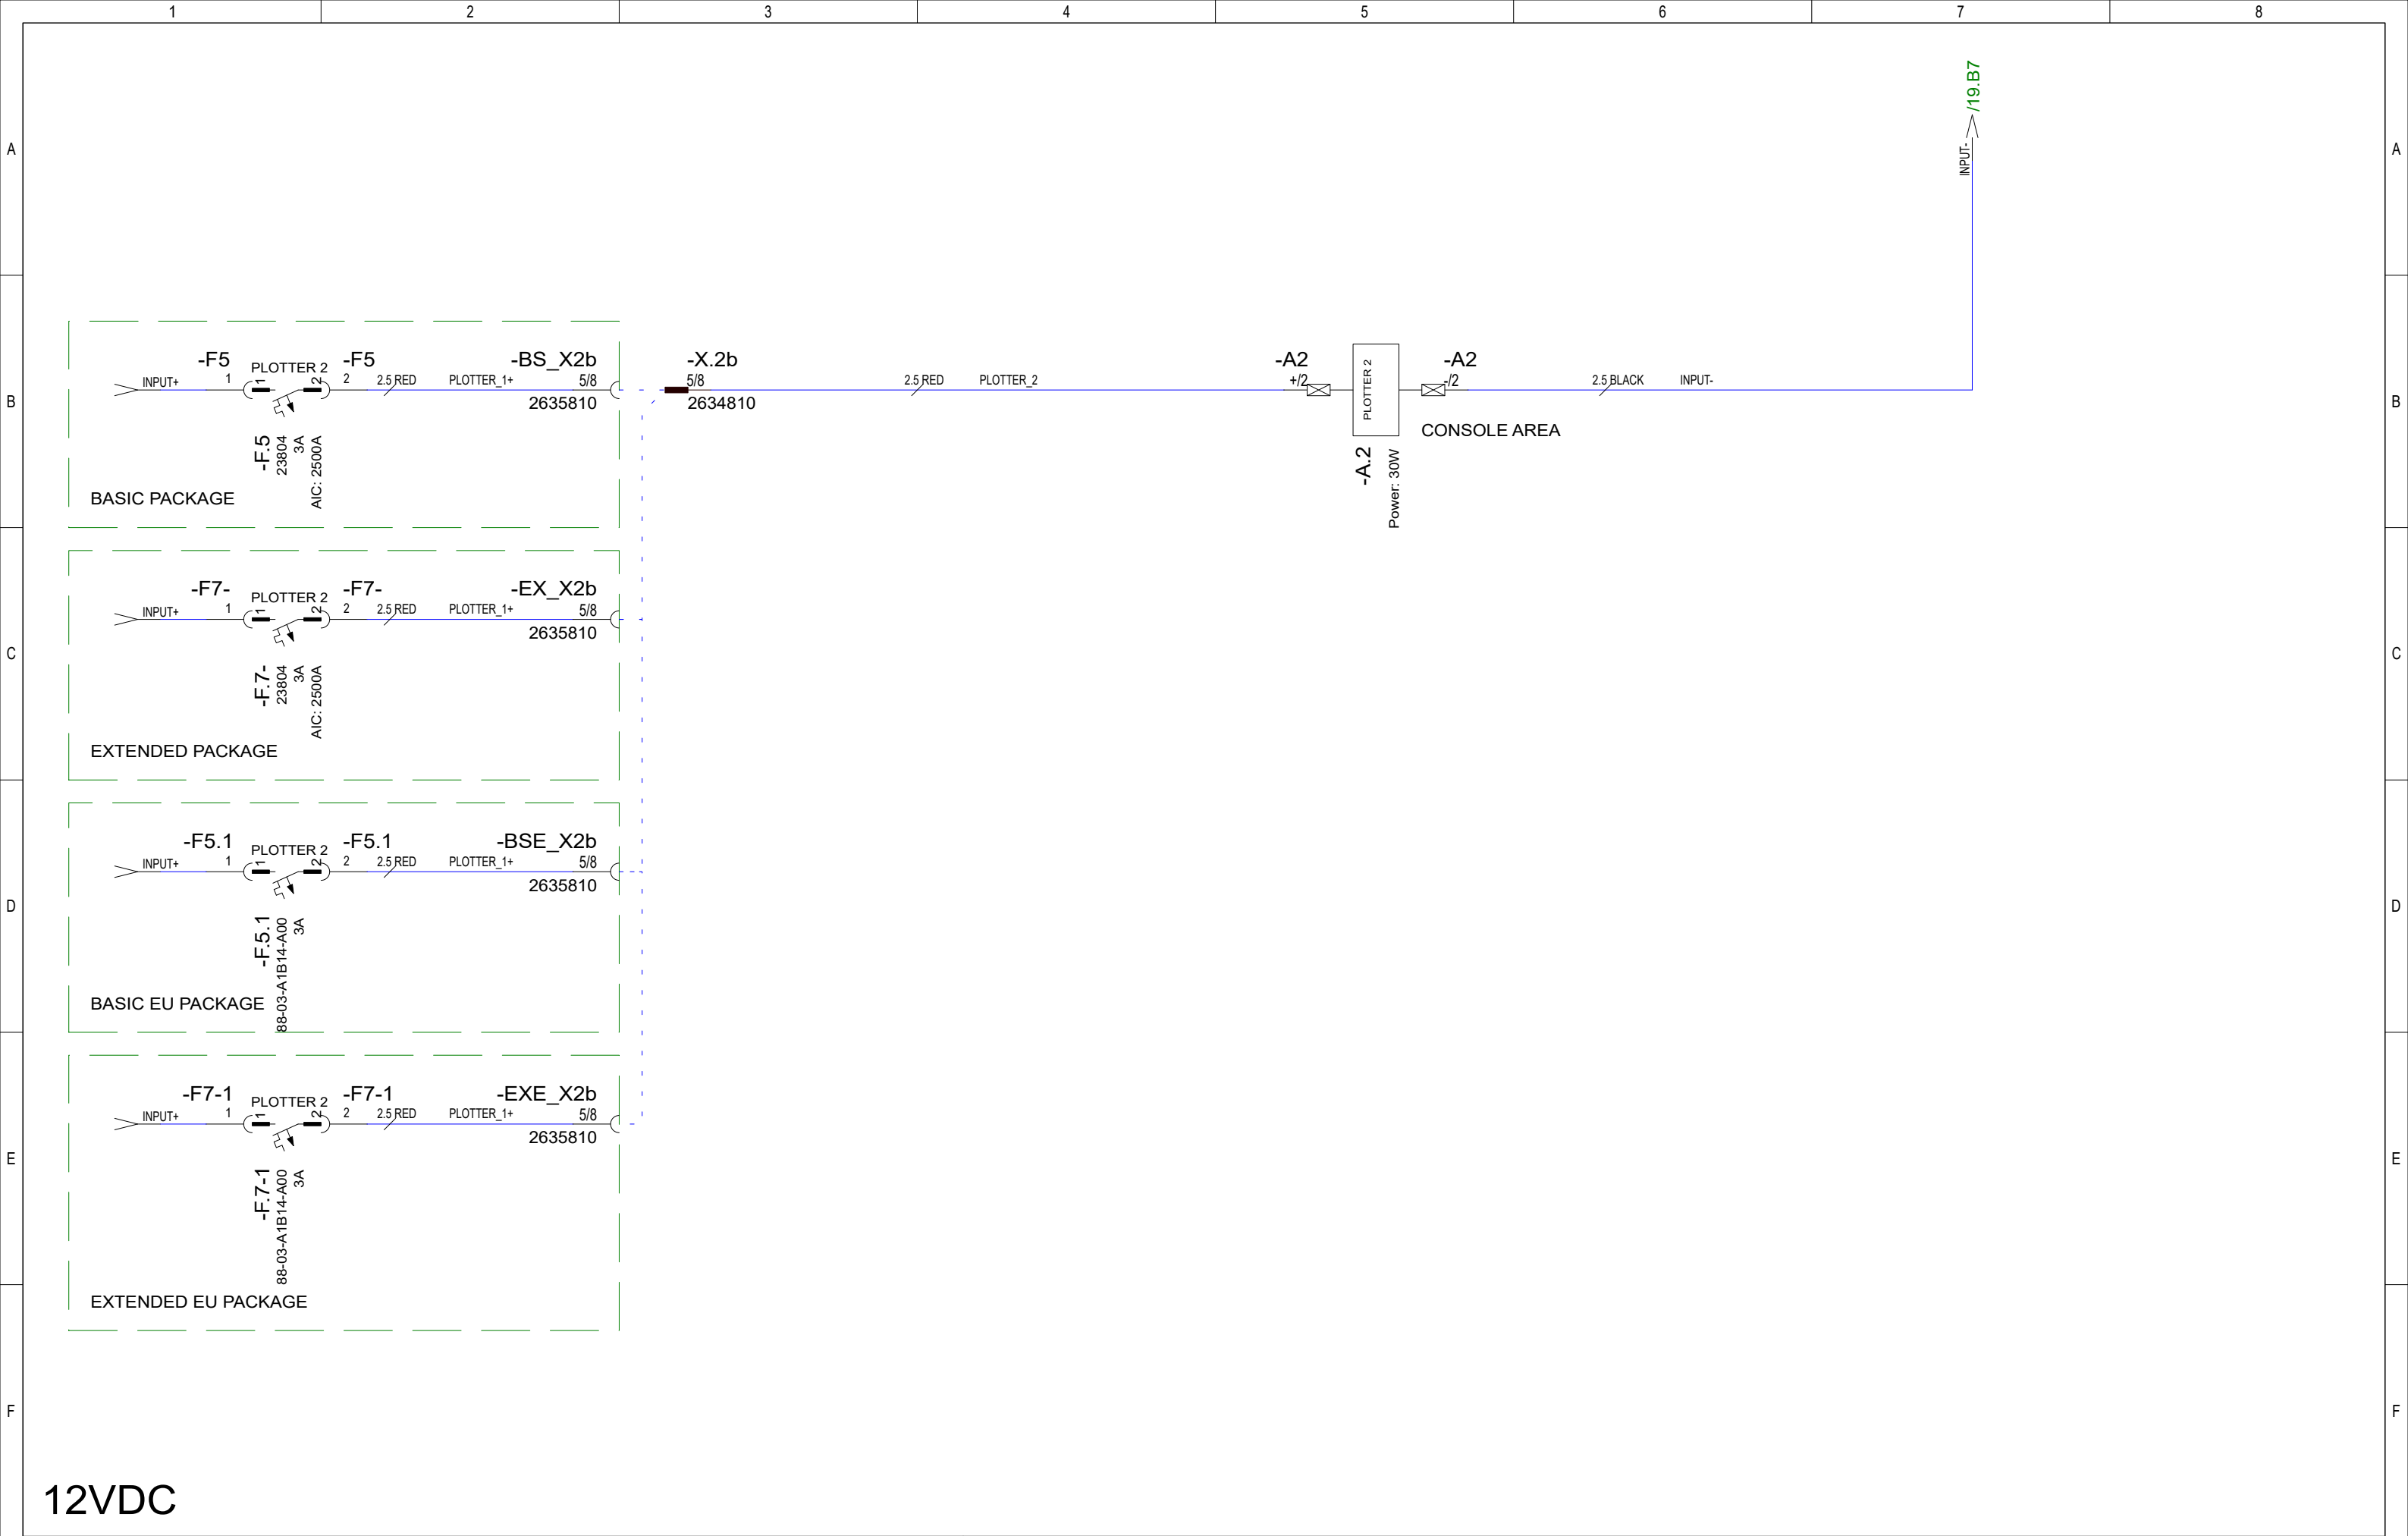 1 2 3 4 5 6 7 8
A A
/19.B7
INPUT-
B B
-F5 PLOTTER 2 -F5 -BS_X2b
INPUT+ 1 1 2 2 2.5 RED PLOTTER_1+ 5/8
2635810
-F.5
23804
3A
AIC: 2500A
BASIC PACKAGE
-X.2b
5/8
2634810
2.5 RED PLOTTER_2
-A2
+/2
PLOTTER 2
-A2
-/2
2.5 BLACK INPUT-
CONSOLE AREA
-A.2
Power: 30W
C C
-F7- PLOTTER 2 -F7- -EX_X2b
INPUT+ 1 1 2 2 2.5 RED PLOTTER_1+ 5/8
2635810
-F.7-
23804
3A
AIC: 2500A
EXTENDED PACKAGE
D D
-F5.1 PLOTTER 2 -F5.1 -BSE_X2b
INPUT+ 1 1 2 2 2.5 RED PLOTTER_1+ 5/8
2635810
-F.5.1
88-03-A1B14-A00
3A
BASIC EU PACKAGE
E E
-F7-1 PLOTTER 2 -F7-1 -EXE_X2b
INPUT+ 1 1 2 2 2.5 RED PLOTTER_1+ 5/8
2635810
-F.7-1
88-03-A1B14-A00
3A
EXTENDED EU PACKAGE
F F
12VDC